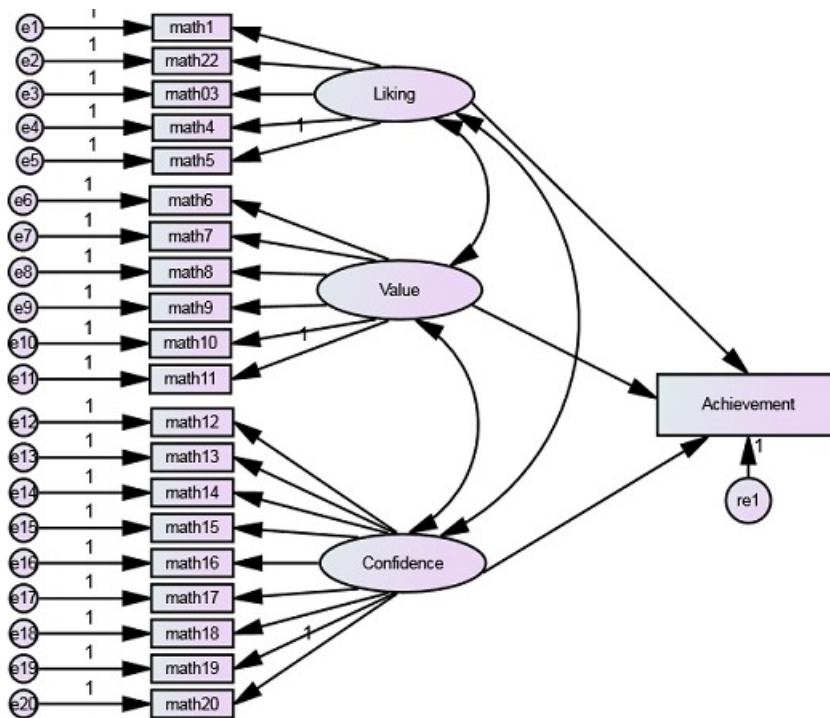 e1 1 math1
e2 1 math22
e3 1 math03 Liking
e4 1 math4 1
e5 1 math5
e6 1 math6
e7 1 math7
e8 1 math8
Value
e9 1 math9
e10 1 math10 1
e11 1 math11
Achievement
e12 1 math12
e13 1 math13
1
e14 1 math14
re1
e15 1 math15
e16 1 math16 Confidence
e17 1 math17
e18 1 math18 1
e19 1 math19
e20 1 math20